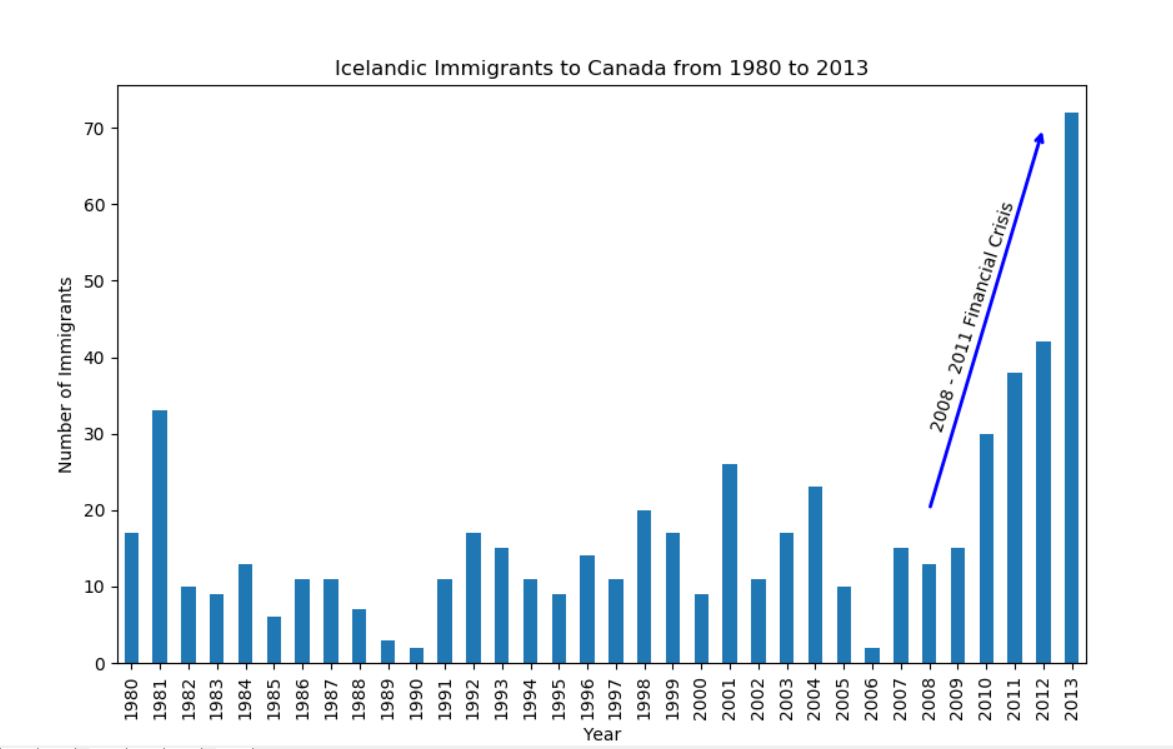 Icelandic Immigrants to Canada from 1980 to 2013
Number of Immigrants
70
60
50
40
30
20
10
0
2008 - 2011 Financial Crisis
1980 1981 1982 1983 1984 1985 1986 1987 1988 1989 1990 1991 1992 1993 1994 1995 1996 1997 1998 1999 2000 2001 2002 2003 2004 2005 2006 2007 2008 2009 2010 2011 2012 2013
Year